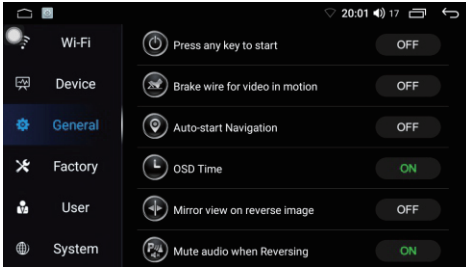 20:01 17
Wi-Fi
Device
General
Factory
User
System
Press any key to start OFF
Brake wire for video in motion OFF
Auto-start Navigation OFF
OSD Time ON
Mirror view on reverse image OFF
Mute audio when Reversing ON